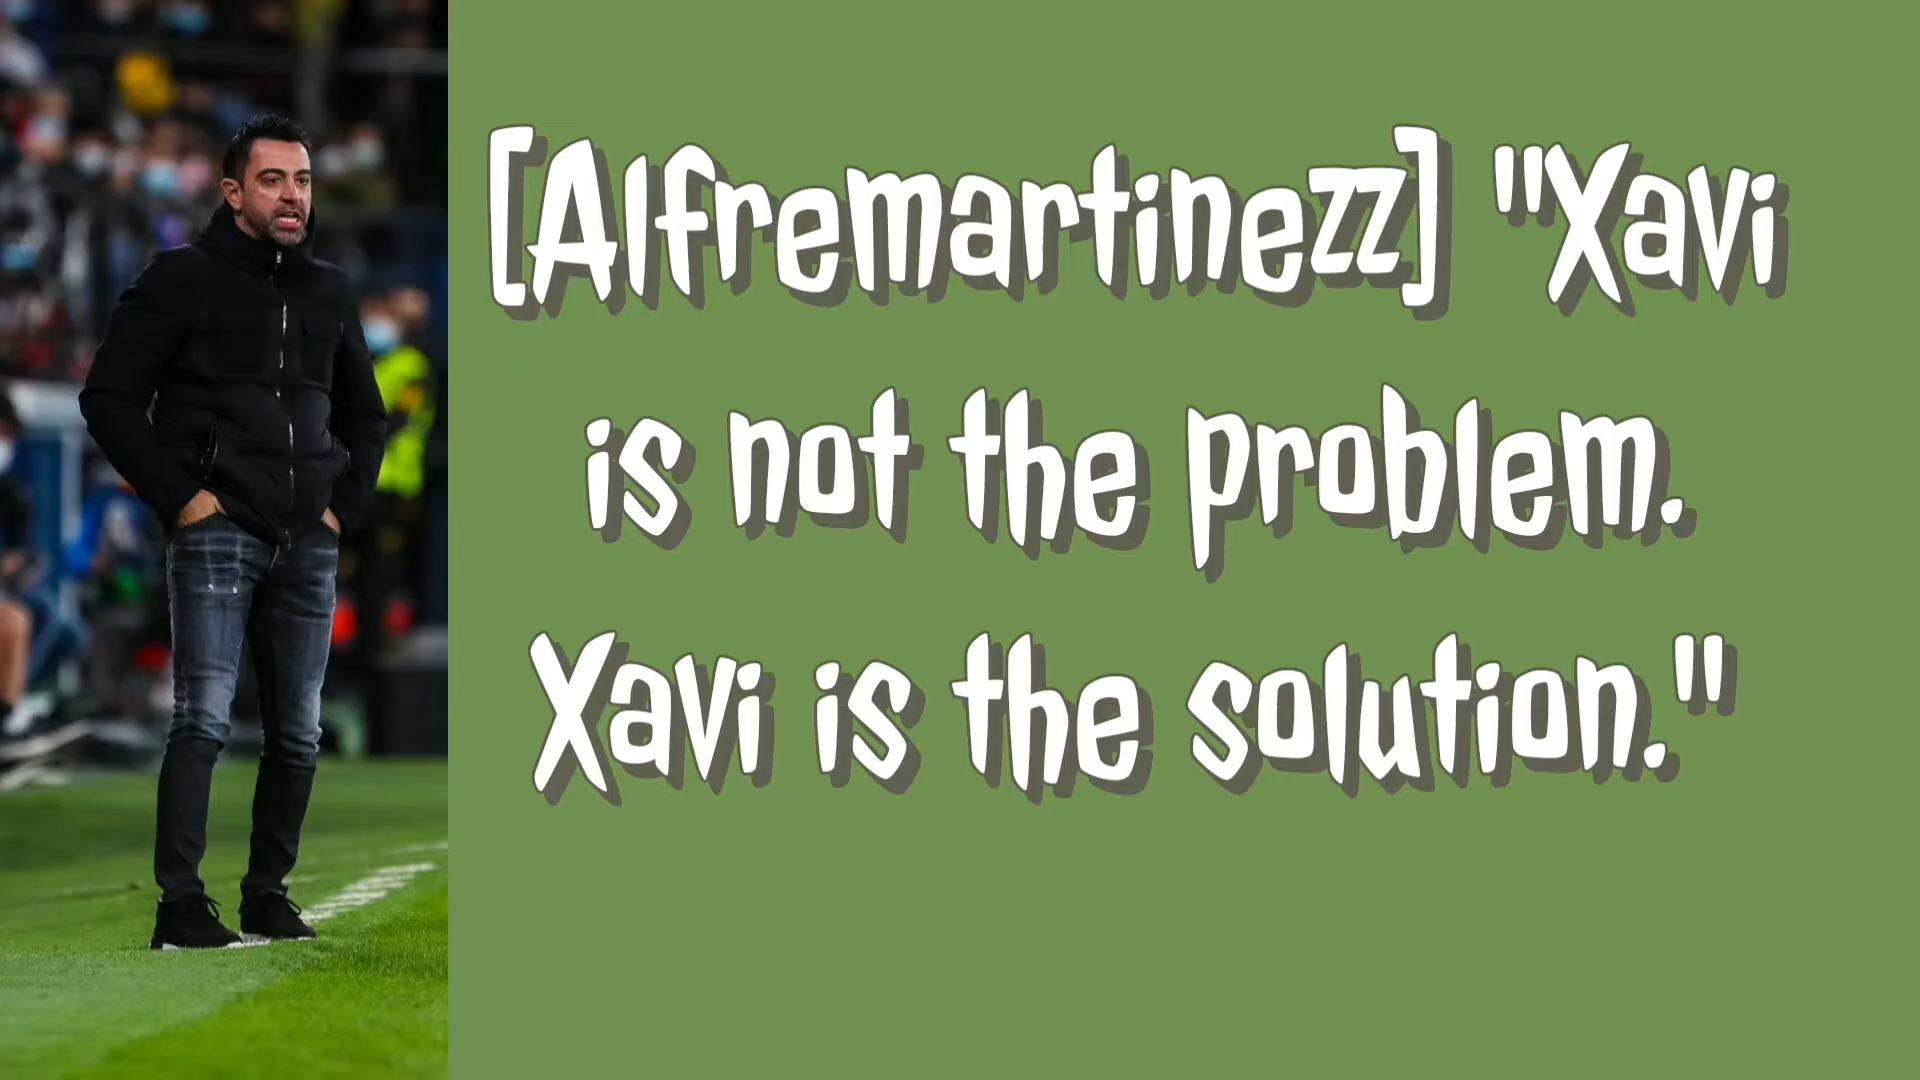 [Alfremartinezz] "Xavi
is not the problem.
Xavi is the solution."